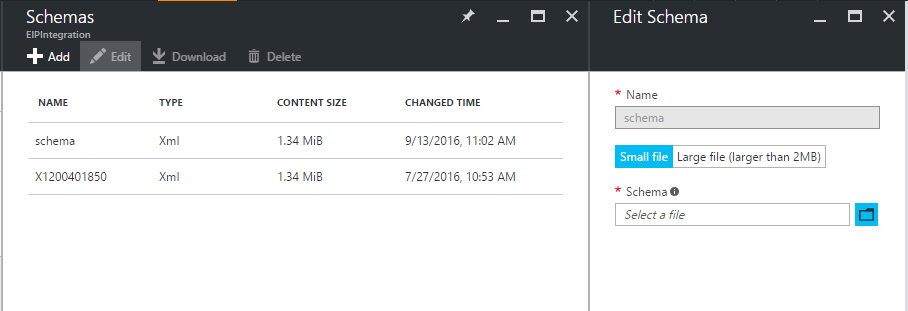 Schemas
EIPIntegration
Add Edit Download Delete
NAME TYPE CONTENT SIZE CHANGED TIME
schema Xml 1.34 MiB 9/13/2016, 11:02 AM
X1200401850 Xml 1.34 MiB 7/27/2016, 10:53 AM
Edit Schema
* Name
schema
Small file Large file (larger than 2MB)
* Schema
Select a file